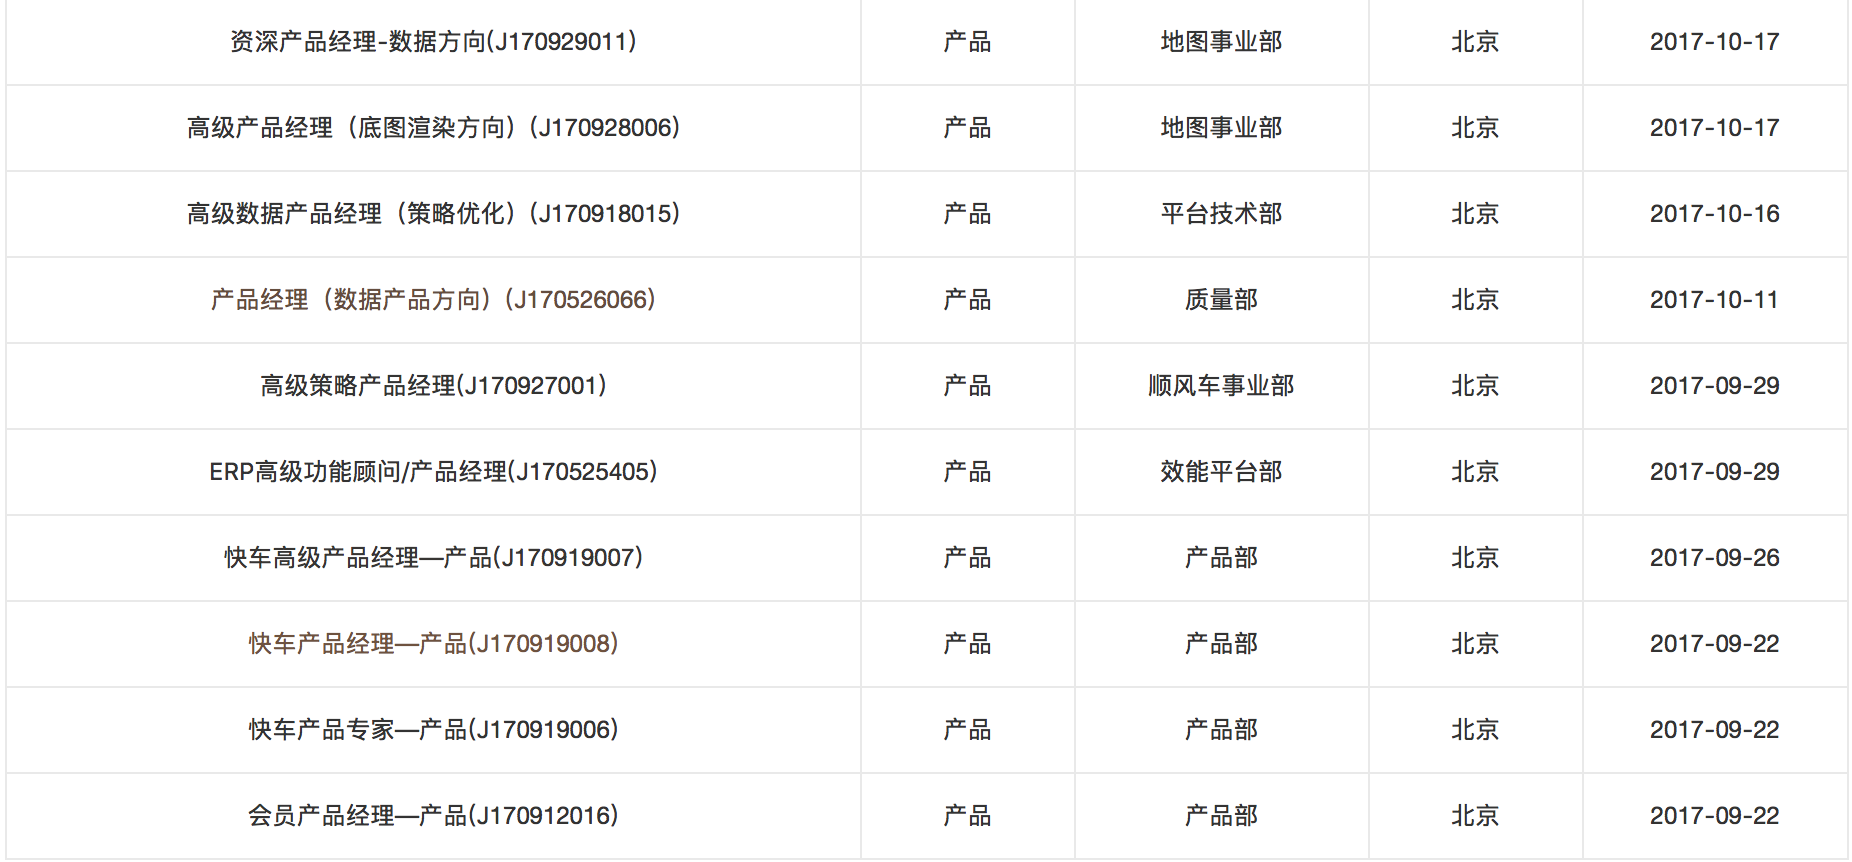 资深产品经理-数据方向(J170929011) 产品 地图事业部 北京 2017-10-17
高级产品经理（底图渲染方向）(J170928006) 产品 地图事业部 北京 2017-10-17
高级数据产品经理（策略优化）(J170918015) 产品 平台技术部 北京 2017-10-16
产品经理（数据产品方向）(J170526066) 产品 质量部 北京 2017-10-11
高级策略产品经理(J170927001) 产品 顺风车事业部 北京 2017-09-29
ERP高级功能顾问/产品经理(J170525405) 产品 效能平台部 北京 2017-09-29
快车高级产品经理—产品(J170919007) 产品 产品部 北京 2017-09-26
快车产品经理—产品(J170919008) 产品 产品部 北京 2017-09-22
快车产品专家—产品(J170919006) 产品 产品部 北京 2017-09-22
会员产品经理—产品(J170912016) 产品 产品部 北京 2017-09-22